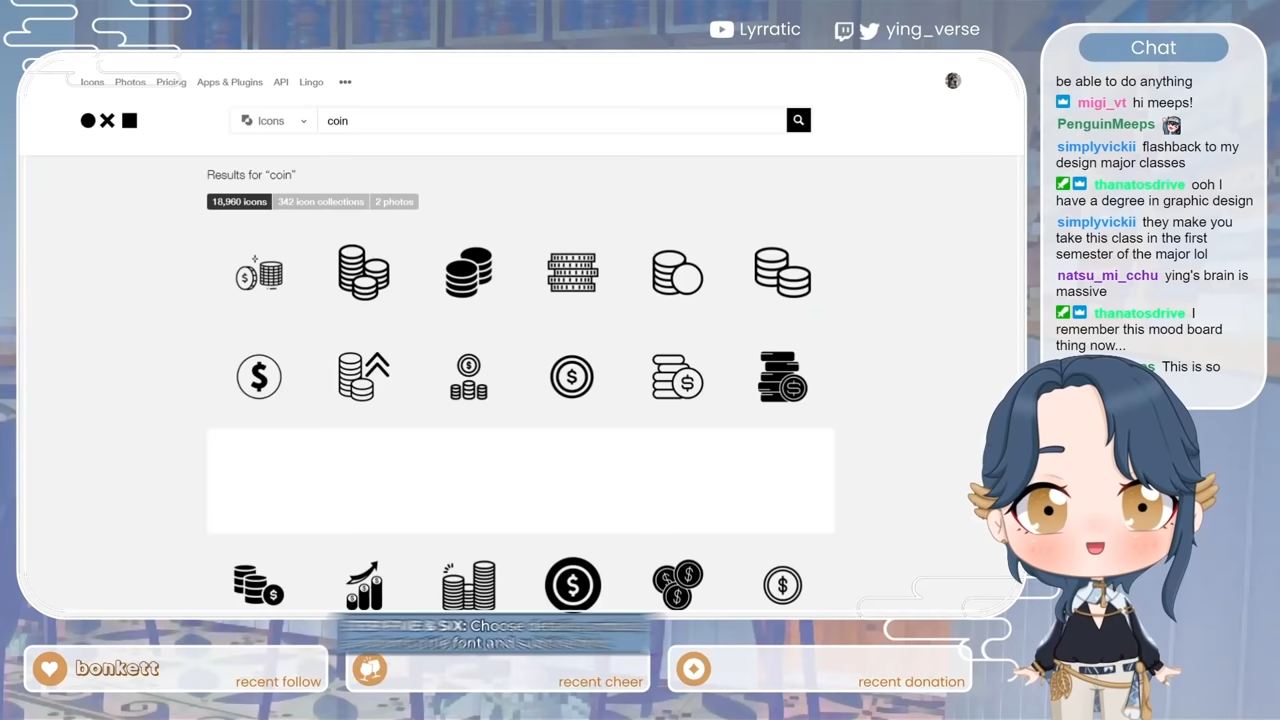 Lyrratic
ying_verse
Chat
Icons Photos Pricing Apps & Plugins API Lingo •••
Icons
coin
Results for “coin”
18,960 icons 342 icon collections 2 photos
be able to do anything
migi_vt hi meeps!
PenguinMeeps
simplyvickii flashback to my
design major classes
thanatosdrive ooh I
have a degree in graphic design
simplyvickii they make you
take this class in the first
semester of the major lol
natsu_mi_cchu ying's brain is
massive
thanatosdrive I
remember this mood board
thing now...
This is so
bonkett
recent follow
recent cheer
recent donation